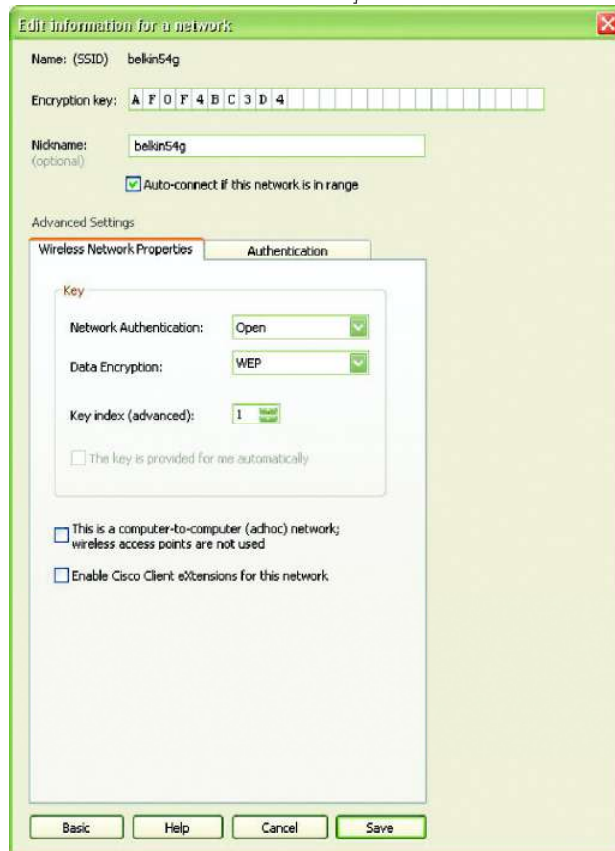 Edit information for a network
Name: (SSID) belkin54g
Encryption key: A F 0 F 4 B C 3 D 4
Nickname: belkin54g
(optional)
Auto-connect if this network is in range
Advanced Settings
Wireless Network Properties Authentication
Key
Network Authentication: Open
Data Encryption: WEP
Key index (advanced): 1
The key is provided for me automatically
This is a computer-to-computer (adhoc) network;
wireless access points are not used
Enable Cisco Client eXtensions for this network
Basic Help Cancel Save